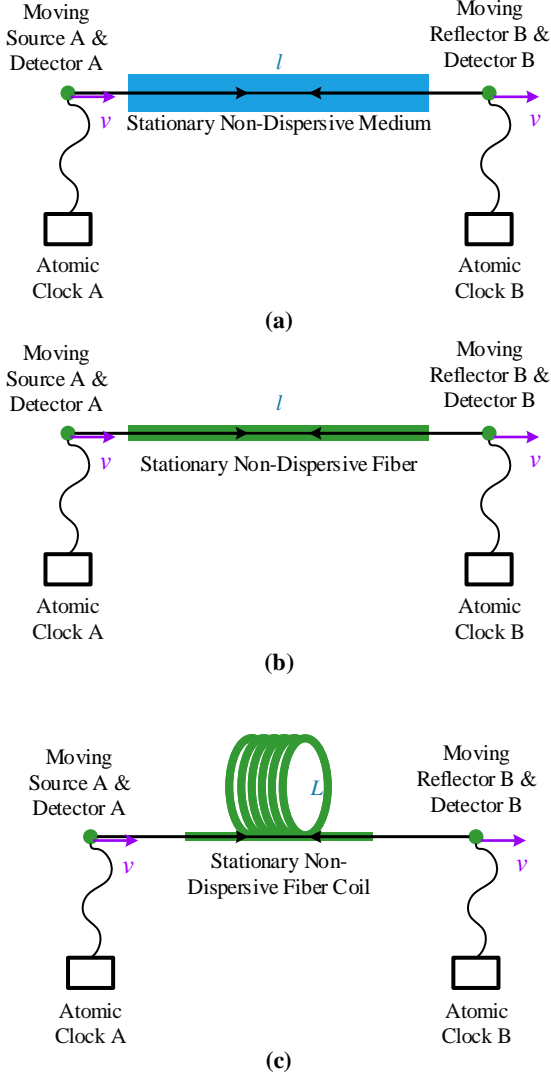 Moving
Source A &
Detector A
Moving
Reflector B &
Detector B
l
Stationary Non-Dispersive Medium
v
v
Atomic
Clock A
Atomic
Clock B
(a)
Moving
Source A &
Detector A
Moving
Reflector B &
Detector B
l
Stationary Non-Dispersive Fiber
v
v
Atomic
Clock A
Atomic
Clock B
(b)
Moving
Source A &
Detector A
Moving
Reflector B &
Detector B
L
Stationary Non-
Dispersive Fiber Coil
v
v
Atomic
Clock A
Atomic
Clock B
(c)